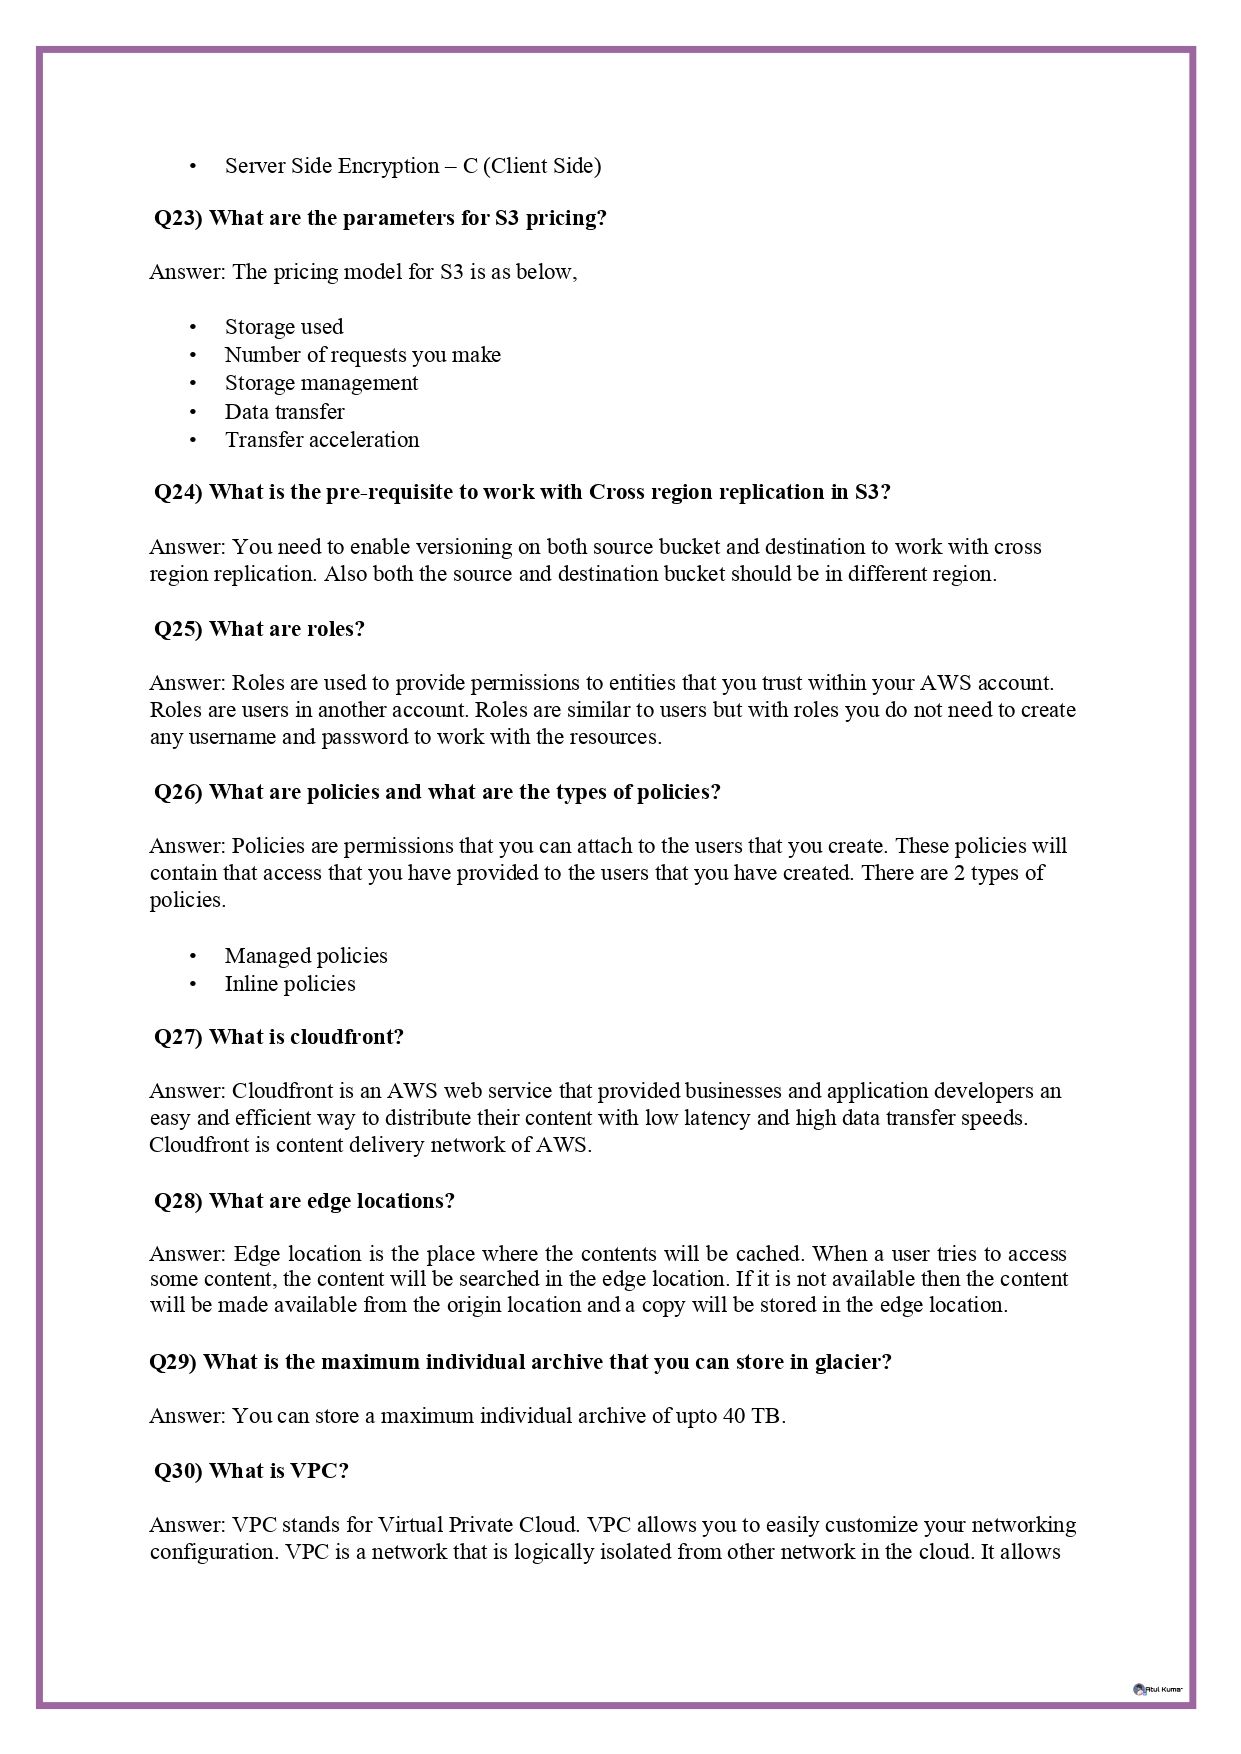 • Server Side Encryption – C (Client Side)
Q23) What are the parameters for S3 pricing?
Answer: The pricing model for S3 is as below,
• Storage used
• Number of requests you make
• Storage management
• Data transfer
• Transfer acceleration
Q24) What is the pre-requisite to work with Cross region replication in S3?
Answer: You need to enable versioning on both source bucket and destination to work with cross
region replication. Also both the source and destination bucket should be in different region.
Q25) What are roles?
Answer: Roles are used to provide permissions to entities that you trust within your AWS account.
Roles are users in another account. Roles are similar to users but with roles you do not need to create
any username and password to work with the resources.
Q26) What are policies and what are the types of policies?
Answer: Policies are permissions that you can attach to the users that you create. These policies will
contain that access that you have provided to the users that you have created. There are 2 types of
policies.
• Managed policies
• Inline policies
Q27) What is cloudfront?
Answer: Cloudfront is an AWS web service that provided businesses and application developers an
easy and efficient way to distribute their content with low latency and high data transfer speeds.
Cloudfront is content delivery network of AWS.
Q28) What are edge locations?
Answer: Edge location is the place where the contents will be cached. When a user tries to access
some content, the content will be searched in the edge location. If it is not available then the content
will be made available from the origin location and a copy will be stored in the edge location.
Q29) What is the maximum individual archive that you can store in glacier?
Answer: You can store a maximum individual archive of upto 40 TB.
Q30) What is VPC?
Answer: VPC stands for Virtual Private Cloud. VPC allows you to easily customize your networking
configuration. VPC is a network that is logically isolated from other network in the cloud. It allows
Atul Kumar